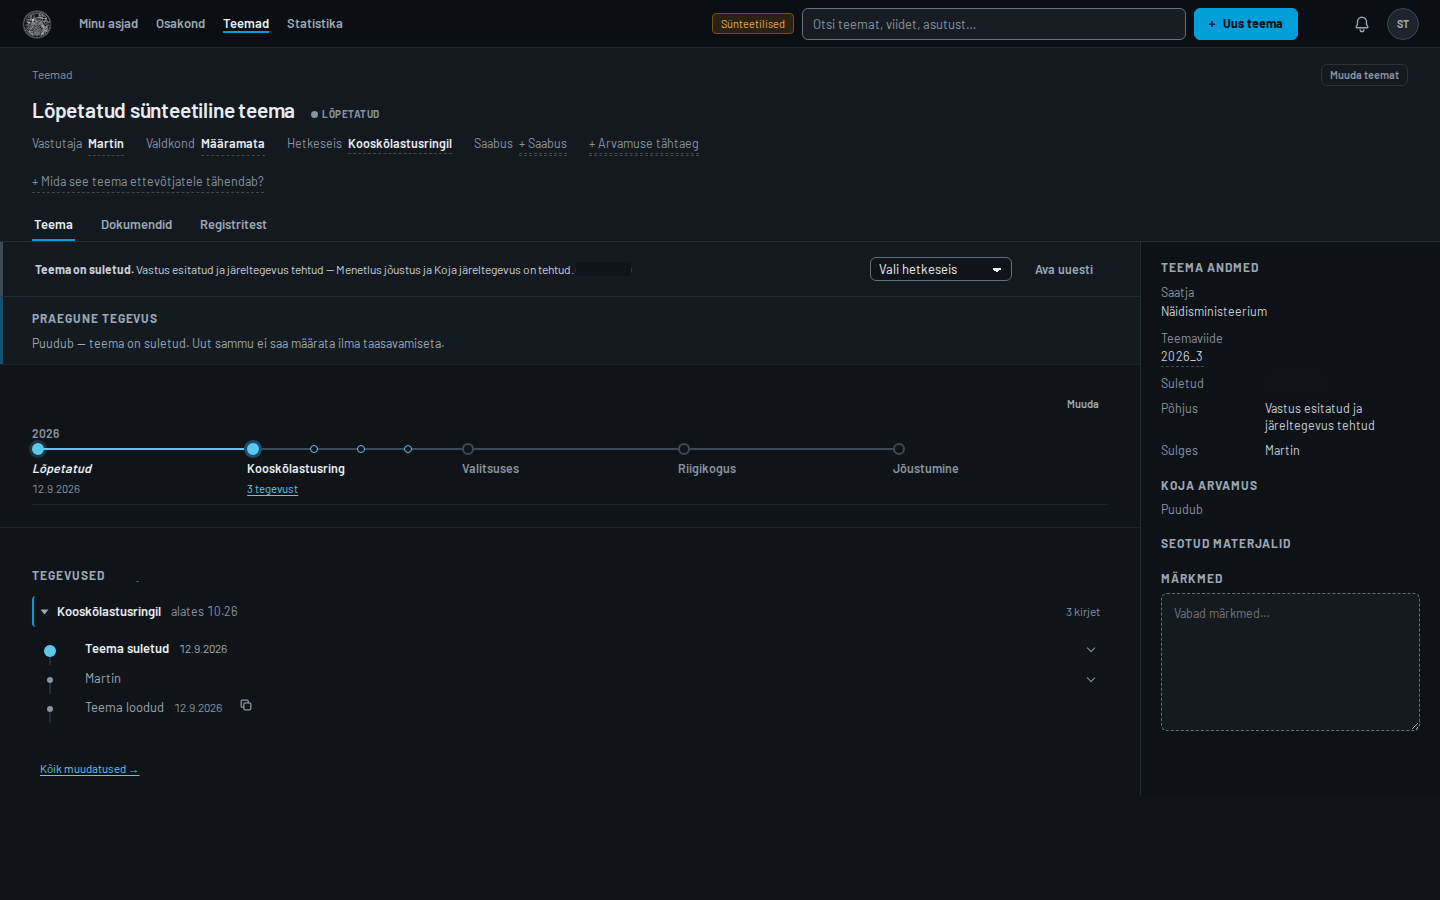 Minu asjad Osakond Teemad Statistika Sünteetilised Otsi teemat, viidet, asutust... + Uus teema ST
Teemad Muuda teemat
Lõpetatud sünteetiline teema LÕPETATUD
Vastutaja Martin Valdkond Määramata Hetkeseis Kooskõlastusringil Saabus + Saabus + Arvamuse tähtaeg
+ Mida see teema ettevõtjatele tähendab?
Teema Dokumendid Registritest
Teema on suletud. Vastus esitatud ja järeltegevus tehtud — Menetlus jõustus ja Koja järeltegevus on tehtud. Vali hetkeseis Ava uuesti
PRAEGUNE TEGEVUS
Puudub — teema on suletud. Uut sammu ei saa määrata ilma taasavamiseta.
Muuda
2026
Lõpetatud Kooskõlastusring Valitsuses Riigikogus Jõustumine
12.9.2026 3 tegevust
TEGEVUSED
Kooskõlastusringil alates 10.26 3 kirjet
Teema suletud 12.9.2026
Martin
Teema loodud 12.9.2026
Kõik muudatused →
TEEMA ANDMED
Saatja
Näidisministeerium
Teemaviide
2026_3
Suletud
Põhjus Vastus esitatud ja
järeltegevus tehtud
Sulges Martin
KOJA ARVAMUS
Puudub
SEOTUD MATERJALID
MÄRKMED
Vabad märkmed...